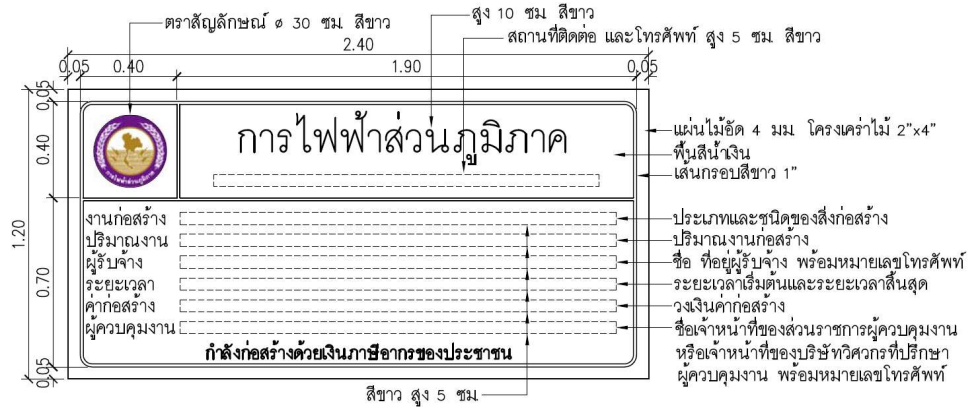 ตราสัญลักษณ์ ø 30 ซม. สีขาว
สูง 10 ซม. สีขาว
สถานที่ติดต่อ และโทรศัพท์ สูง 5 ซม. สีขาว
2.40
0.05 0.40 1.90 0.05
0.05
0.40
1.20
0.70
0.05
การไฟฟ้าส่วนภูมิภาค
การไฟฟ้าส่วนภูมิภาค
แผ่นไม้อัด 4 มม. โครงเคร่าไม้ 2"x4"
พื้นสีน้ำเงิน
เส้นกรอบสีขาว 1"
งานก่อสร้าง
ประเภทและชนิดของสิ่งก่อสร้าง
ปริมาณงาน
ปริมาณงานก่อสร้าง
ผู้รับจ้าง
ชื่อ ที่อยู่ผู้รับจ้าง พร้อมหมายเลขโทรศัพท์
ระยะเวลา
ระยะเวลาเริ่มต้นและระยะเวลาสิ้นสุด
ค่าก่อสร้าง
วงเงินค่าก่อสร้าง
ผู้ควบคุมงาน
ชื่อเจ้าหน้าที่ของส่วนราชการผู้ควบคุมงาน
หรือเจ้าหน้าที่ของบริษัทวิศวกรที่ปรึกษา
ผู้ควบคุมงาน พร้อมหมายเลขโทรศัพท์
กำลังก่อสร้างด้วยเงินภาษีอากรของประชาชน
สีขาว สูง 5 ซม.